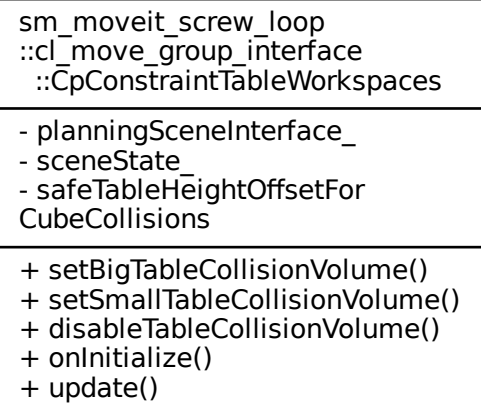 sm_moveit_screw_loop
::cl_move_group_interface
::CpConstraintTableWorkspaces
- planningSceneInterface_
- sceneState_
- safeTableHeightOffsetFor
CubeCollisions
+ setBigTableCollisionVolume()
+ setSmallTableCollisionVolume()
+ disableTableCollisionVolume()
+ onInitialize()
+ update()